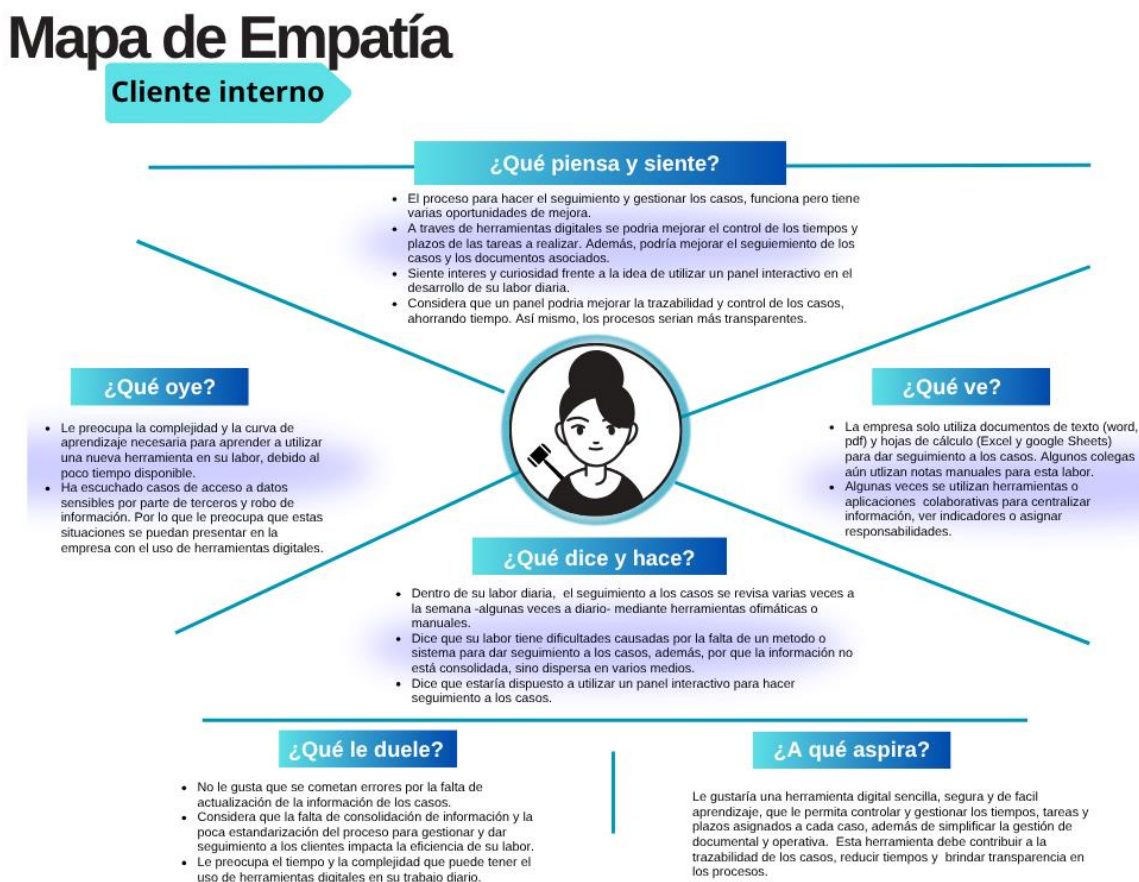 Mapa de Empatía
Cliente interno
¿Qué piensa y siente?
• El proceso para hacer el seguimiento y gestionar los casos, funciona pero tiene
varias oportunidades de mejora.
• A traves de herramientas digitales se podria mejorar el control de los tiempos y
plazos de las tareas a realizar. Además, podría mejorar el seguiemiento de los
casos y los documentos asociados.
• Siente interes y curiosidad frente a la idea de utilizar un panel interactivo en el
desarrollo de su labor diaria.
• Considera que un panel podria mejorar la trazabilidad y control de los casos,
ahorrando tiempo. Así mismo, los procesos serian más transparentes.
¿Qué oye?
• Le preocupa la complejidad y la curva de
aprendizaje necesaria para aprender a utilizar
una nueva herramienta en su labor, debido al
poco tiempo disponible.
• Ha escuchado casos de acceso a datos
sensibles por parte de terceros y robo de
información. Por lo que le preocupa que estas
situaciones se puedan presentar en la
empresa con el uso de herramientas digitales.
¿Qué ve?
• La empresa solo utiliza documentos de texto (word,
pdf) y hojas de cálculo (Excel y google Sheets)
para dar seguimiento a los casos. Algunos colegas
aún utlizan notas manuales para esta labor.
• Algunas veces se utilizan herramientas o
aplicaciones colaborativas para centralizar
información, ver indicadores o asignar
responsabilidades.
¿Qué dice y hace?
• Dentro de su labor diaria, el seguimiento a los casos se revisa varias veces a
la semana -algunas veces a diario- mediante herramientas ofimáticas o
manuales.
• Dice que su labor tiene dificultades causadas por la falta de un metodo o
sistema para dar seguimiento a los casos, además, por que la información no
está consolidada, sino dispersa en varios medios.
• Dice que estaría dispuesto a utilizar un panel interactivo para hacer
seguimiento a los casos.
¿Qué le duele?
• No le gusta que se cometan errores por la falta de
actualización de la información de los casos.
• Considera que la falta de consolidación de información y la
poca estandarización del proceso para gestionar y dar
seguimiento a los clientes impacta la eficiencia de su labor.
• Le preocupa el tiempo y la complejidad que puede tener el
uso de herramientas digitales en su trabajo diario.
¿A qué aspira?
Le gustaría una herramienta digital sencilla, segura y de facil
aprendizaje, que le permita controlar y gestionar los tiempos, tareas y
plazos asignados a cada caso, además de simplificar la gestión de
documental y operativa. Esta herramienta debe contribuir a la
trazabilidad de los casos, reducir tiempos y brindar transparencia en
los procesos.